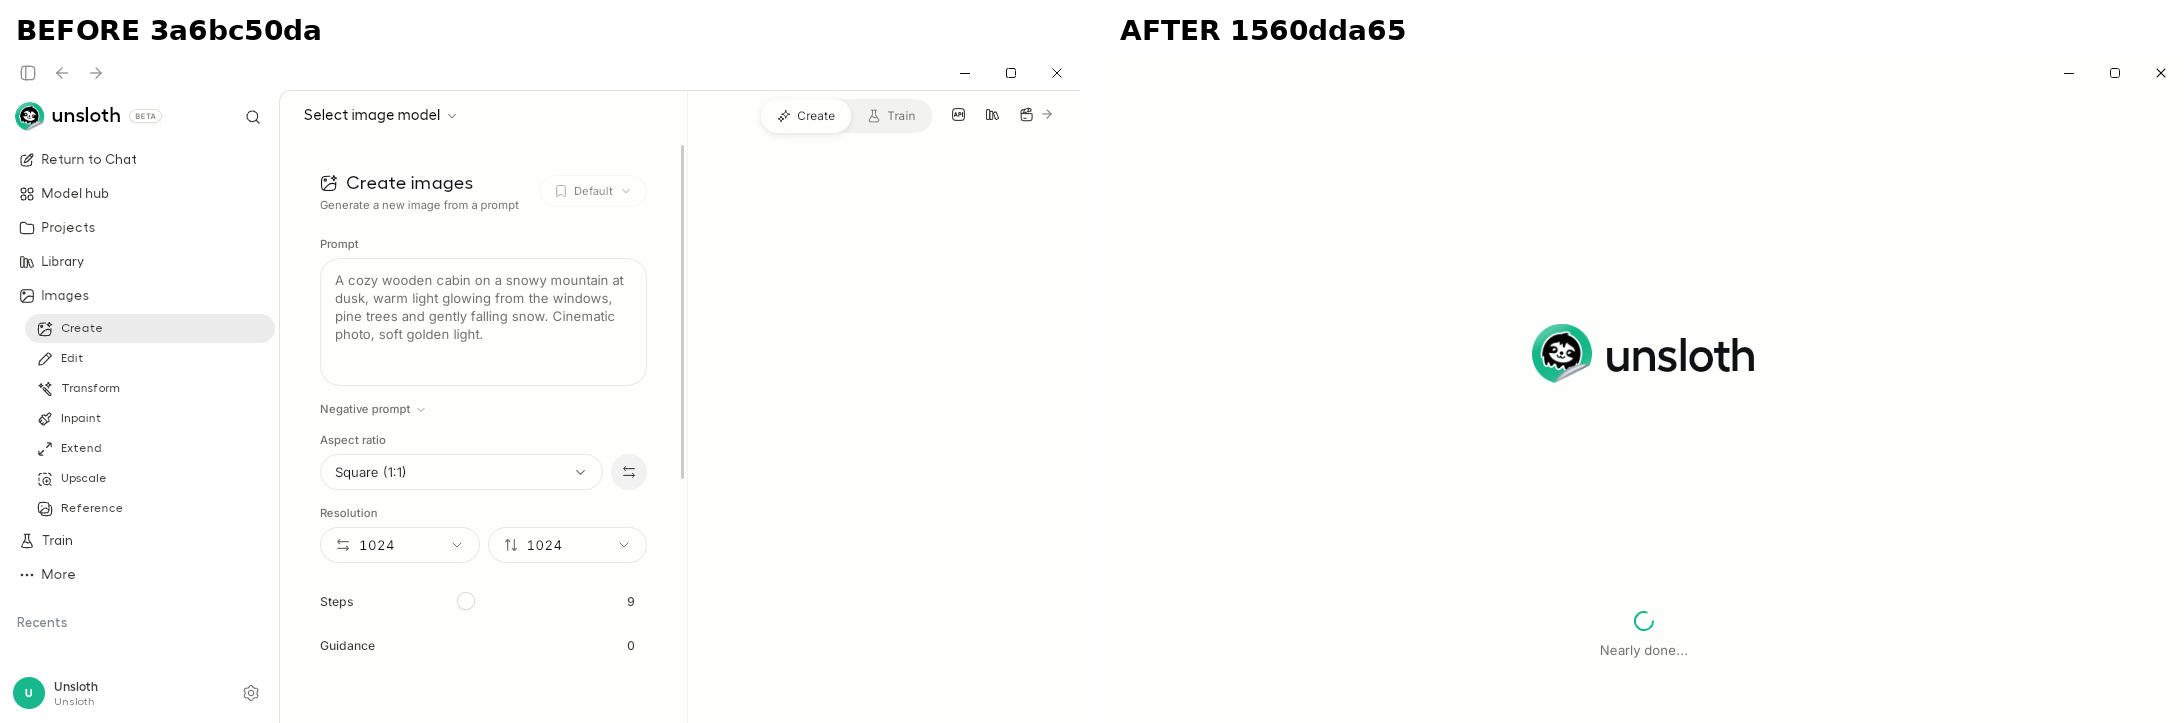 BEFORE 3a6bc50da
unsloth BETA
Return to Chat
Model hub
Projects
Library
Images
Create
Edit
Transform
Inpaint
Extend
Upscale
Reference
Train
More
Recents
U
Unsloth
Unsloth
Select image model
Create
Train
API
Create images
Generate a new image from a prompt
Default
Prompt
A cozy wooden cabin on a snowy mountain at
dusk, warm light glowing from the windows,
pine trees and gently falling snow. Cinematic
photo, soft golden light.
Negative prompt
Aspect ratio
Square (1:1)
Resolution
1024
1024
Steps 9
Guidance 0
AFTER 1560dda65
unsloth
Nearly done...